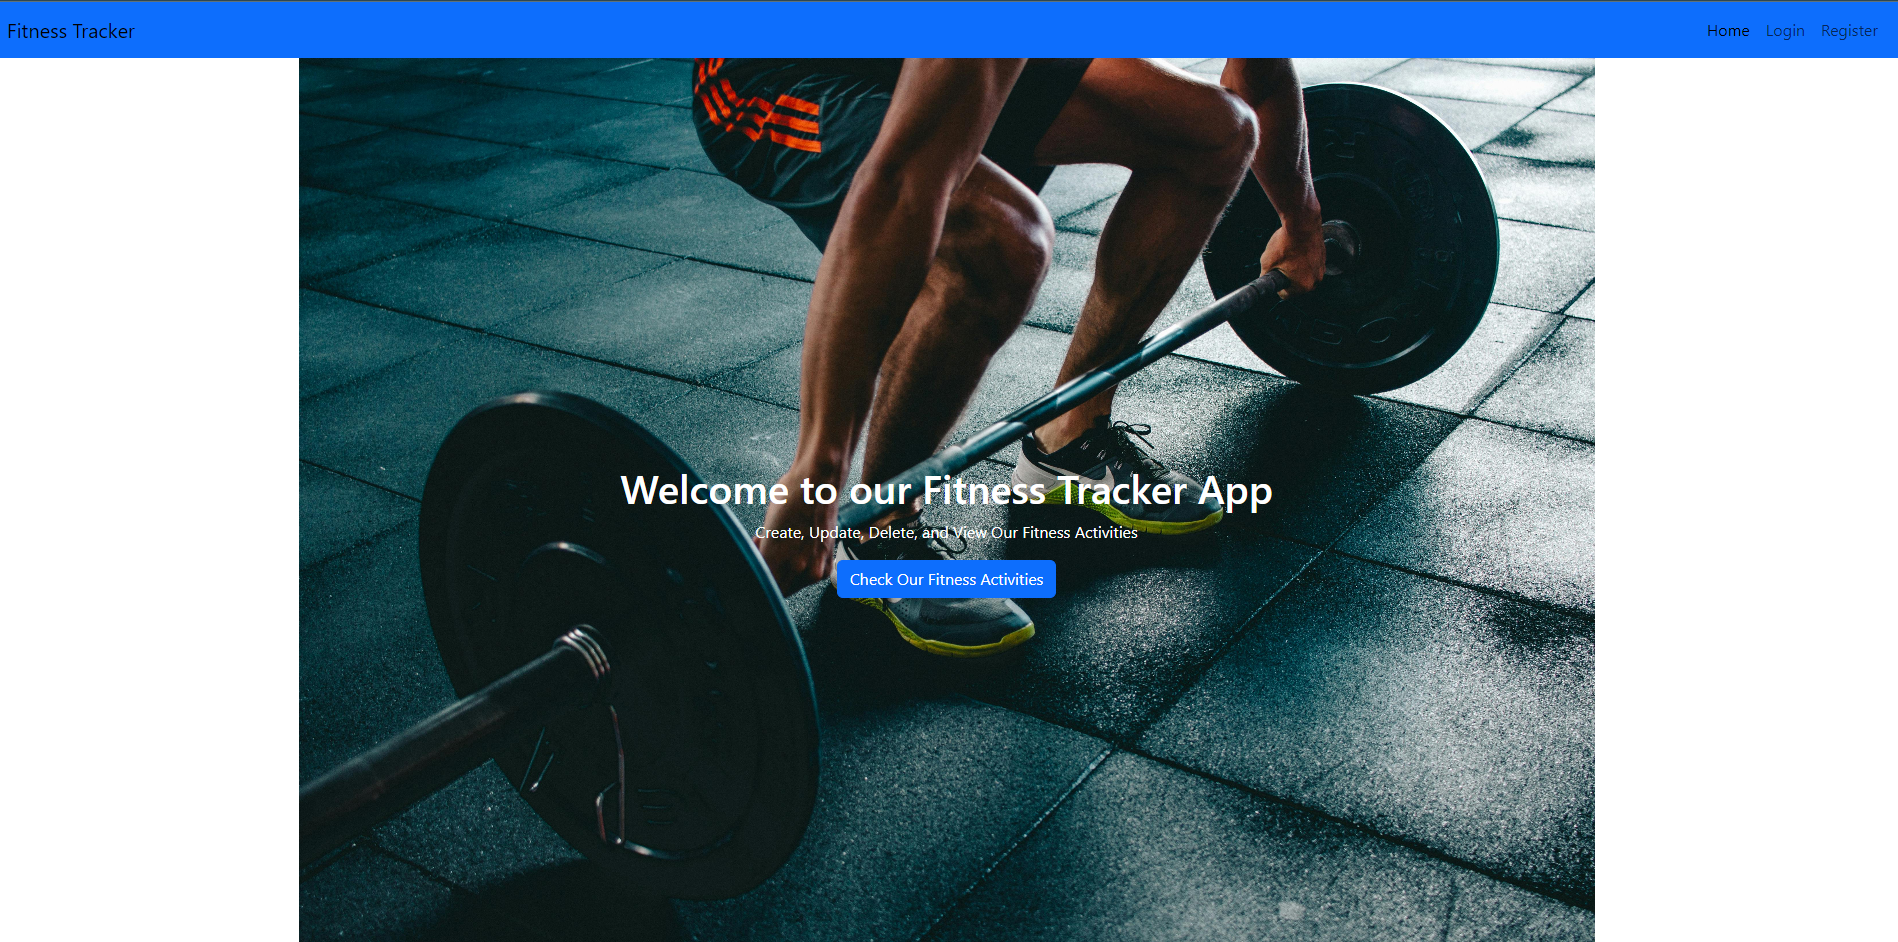 Fitness Tracker
Home Login Register
Welcome to our Fitness Tracker App
Create, Update, Delete, and View Our Fitness Activities
Check Our Fitness Activities